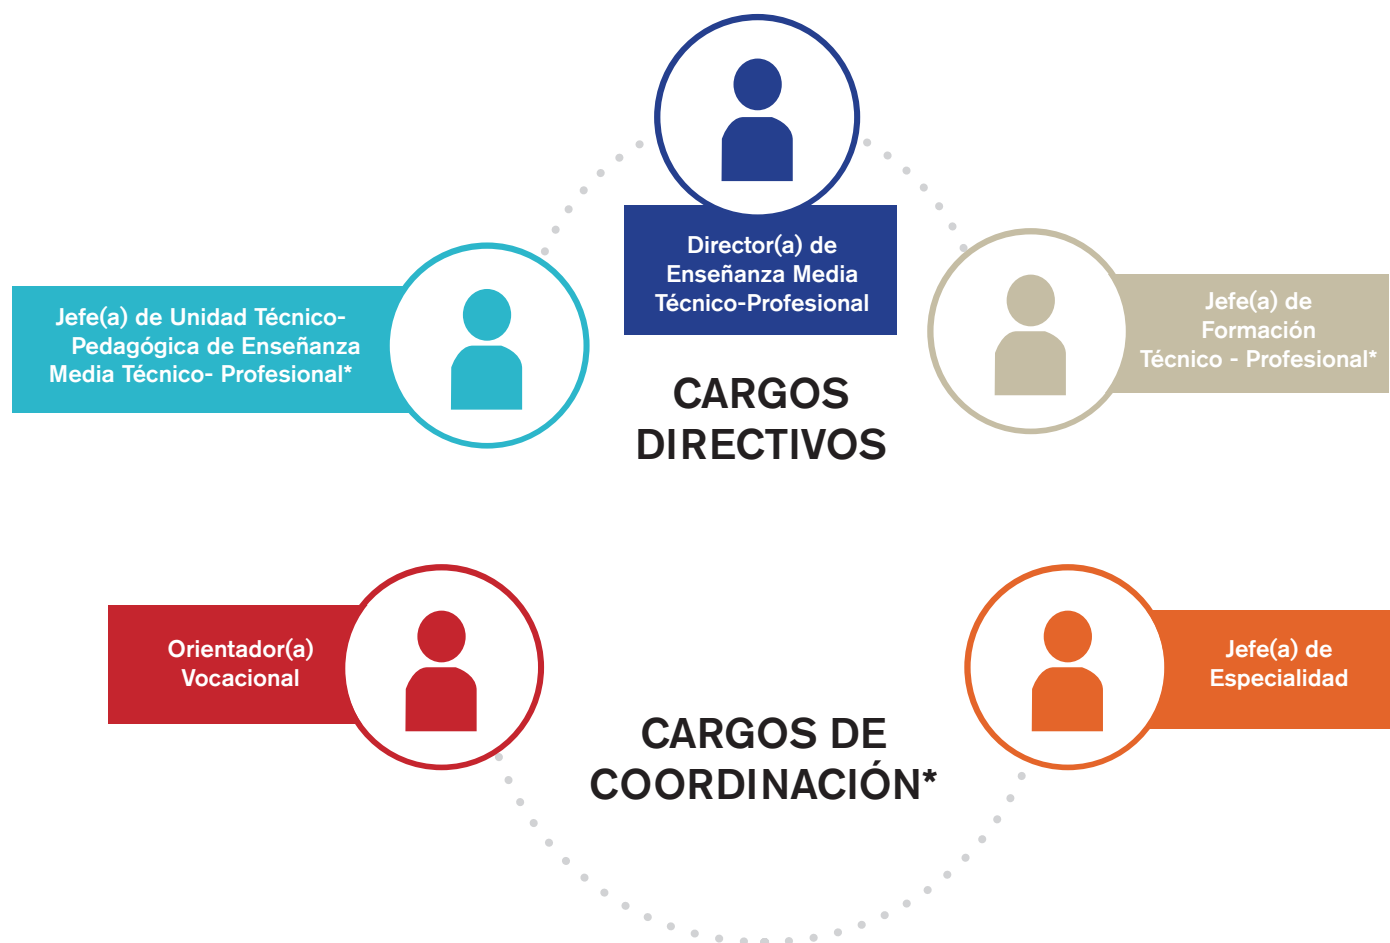 Director(a) de
Enseñanza Media
Técnico-Profesional
Jefe(a) de Unidad Técnico-
Pedagógica de Enseñanza
Media Técnico- Profesional*
Jefe(a) de
Formación
Técnico - Profesional*
CARGOS
DIRECTIVOS
Orientador(a)
Vocacional
Jefe(a) de
Especialidad
CARGOS DE
COORDINACIÓN*